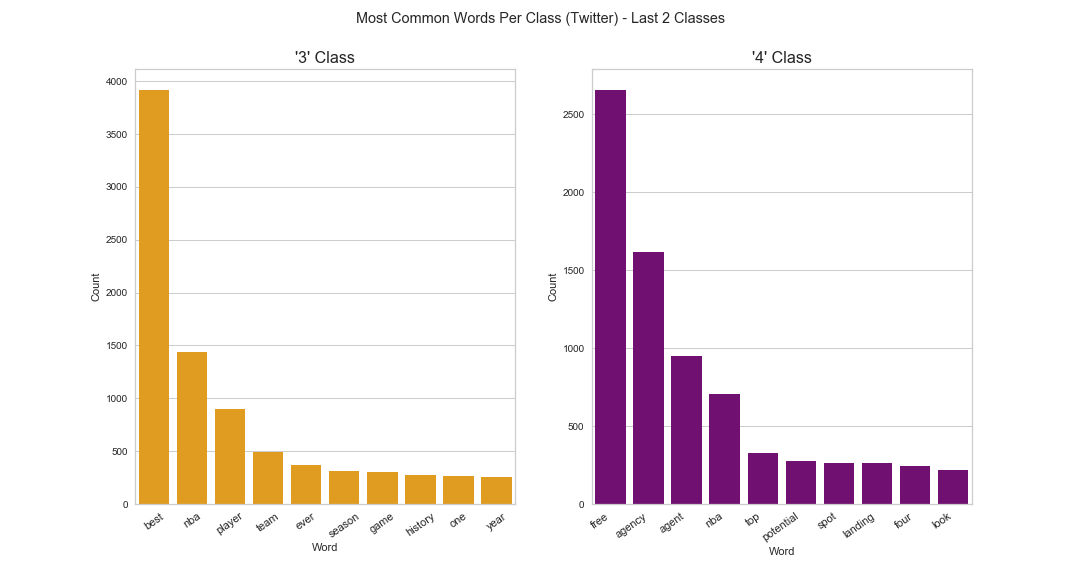 Most Common Words Per Class (Twitter) - Last 2 Classes
'3' Class
4000
3500
3000
2500
2000
1500
1000
500
0
Count
best
nba
player
team
ever
season
game
history
one
year
Word
'4' Class
2500
2000
1500
1000
500
0
Count
free
agency
agent
nba
top
potential
spot
landing
four
look
Word